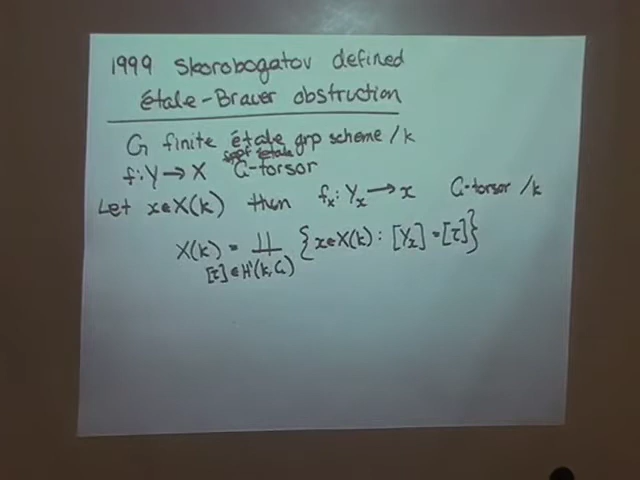 1999 Skorobogatov defined
étale-Brauer obstruction
G finite étale grp scheme / k
f: Y → X G-torsor
Let x ∈ X(k) then f_x: Y_x → x G-torsor / k
X(k) = ∐ {x ∈ X(k): [Y_x] = [τ]}
[τ] ∈ H¹(k, G)